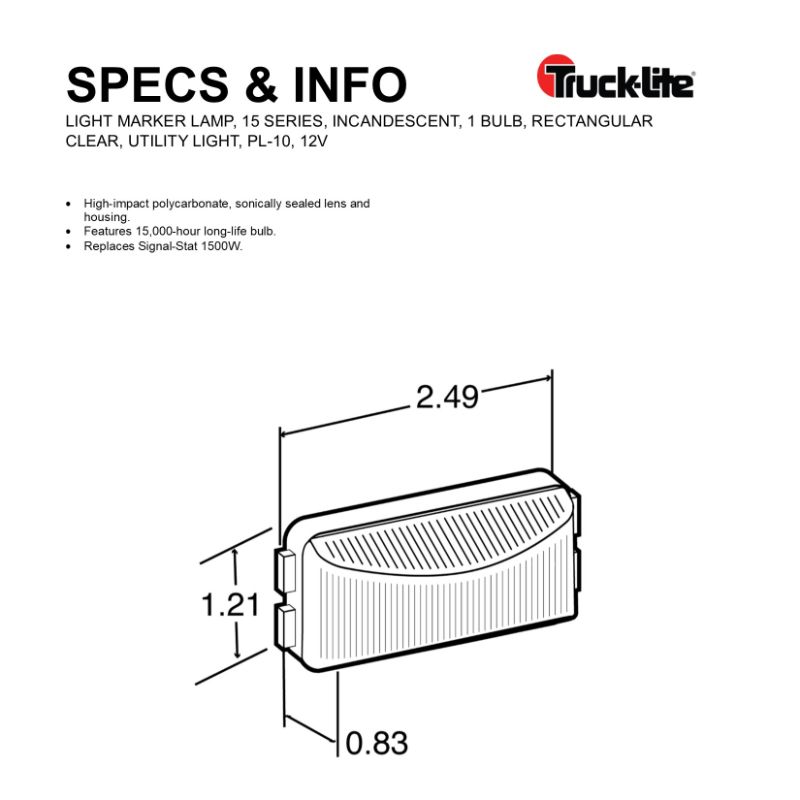 SPECS & INFO
Truck-Lite®
LIGHT MARKER LAMP, 15 SERIES, INCANDESCENT, 1 BULB, RECTANGULAR
CLEAR, UTILITY LIGHT, PL-10, 12V
• High-impact polycarbonate, sonically sealed lens and
housing.
• Features 15,000-hour long-life bulb.
• Replaces Signal-Stat 1500W.
2.49
1.21
0.83